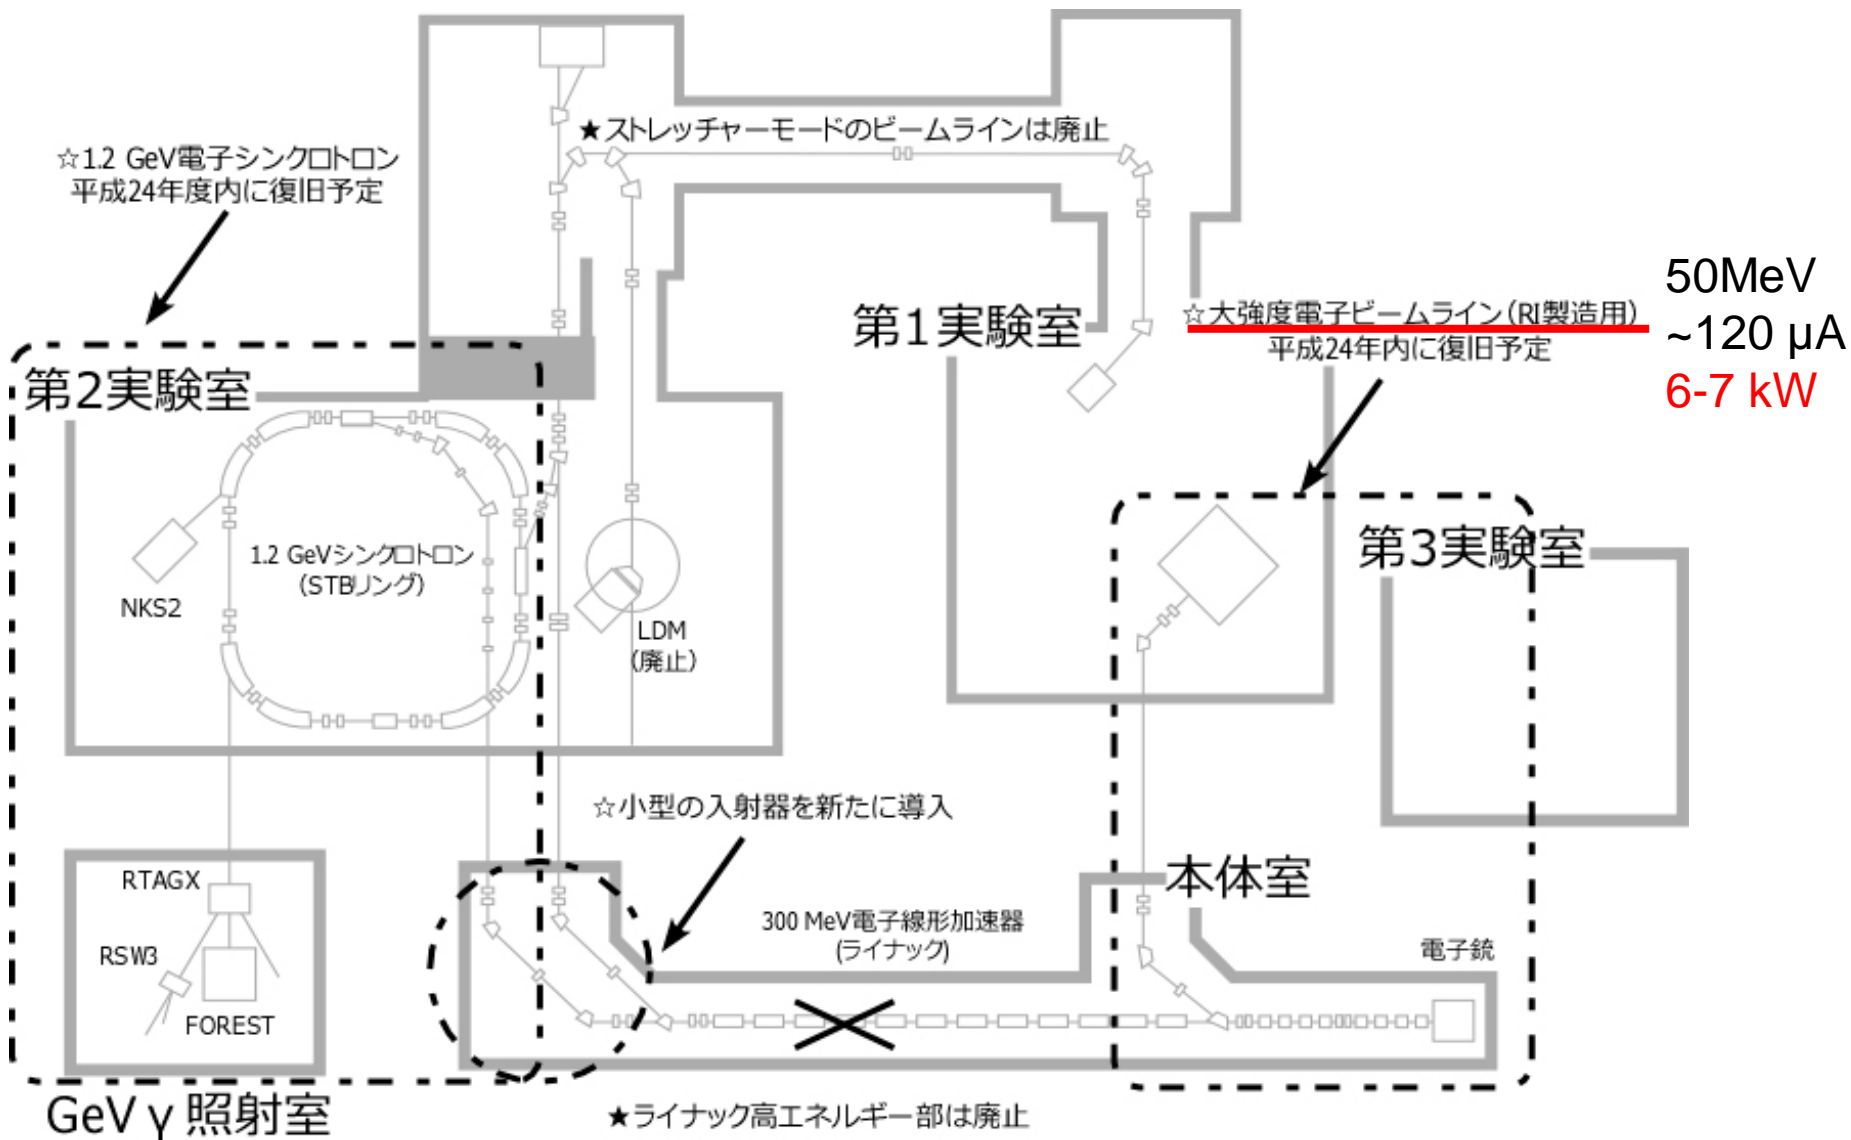 ★ストレッチャーモードのビームラインは廃止
☆1.2 GeV電子シンクロトロン
平成24年度内に復旧予定
50MeV
☆大強度電子ビームライン（RI製造用）
~120 μA
平成24年内に復旧予定
6-7 kW
第1実験室
第2実験室
第3実験室
1.2 GeVシンクロトロン
（STBリング）
NKS2
LDM
（廃止）
☆小型の入射器を新たに導入
本体室
RTAGX
300 MeV電子線形加速器
(ライナック)
電子銃
RSW3
FOREST
GeV γ 照射室
★ライナック高エネルギー部は廃止